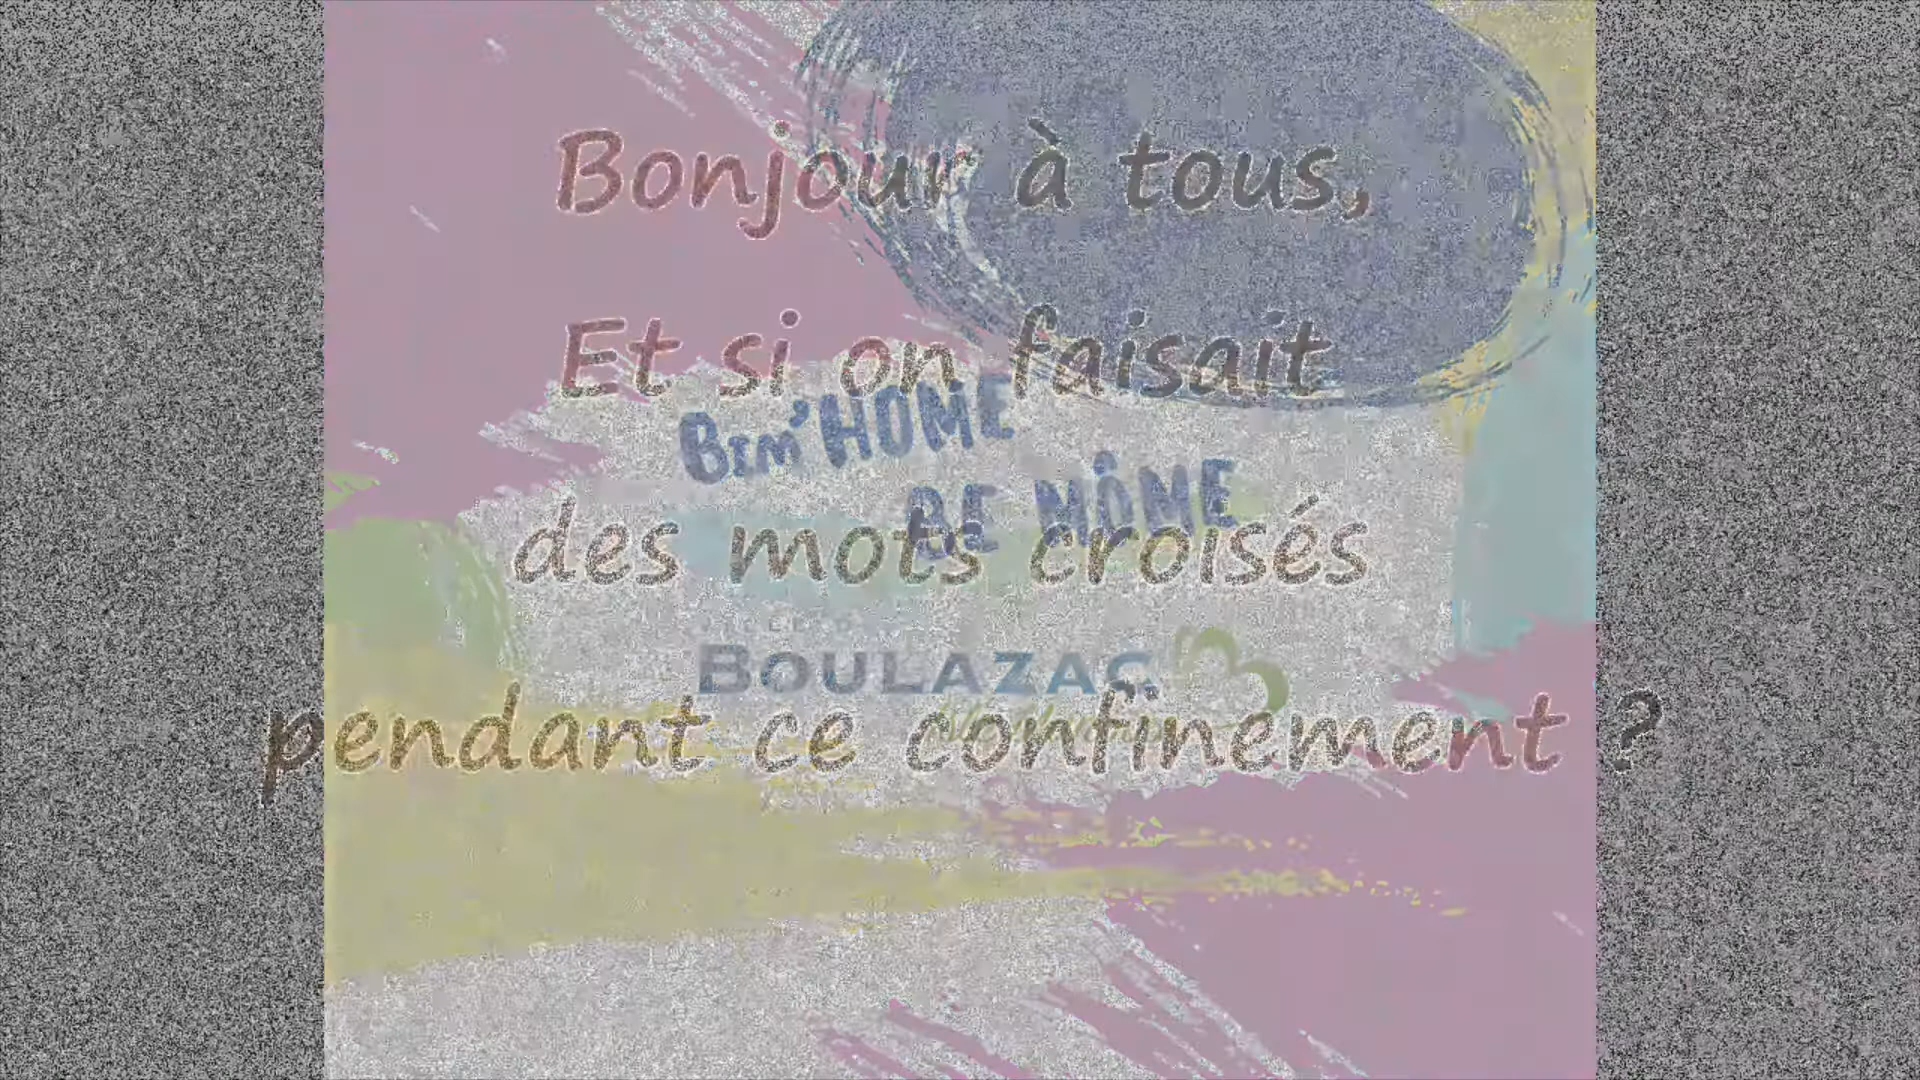 Bonjour à tous,
Et si on faisait
BIM'HOME
BE MÔME
des mots croisés
BOULAZAC
pendant ce confinement ?